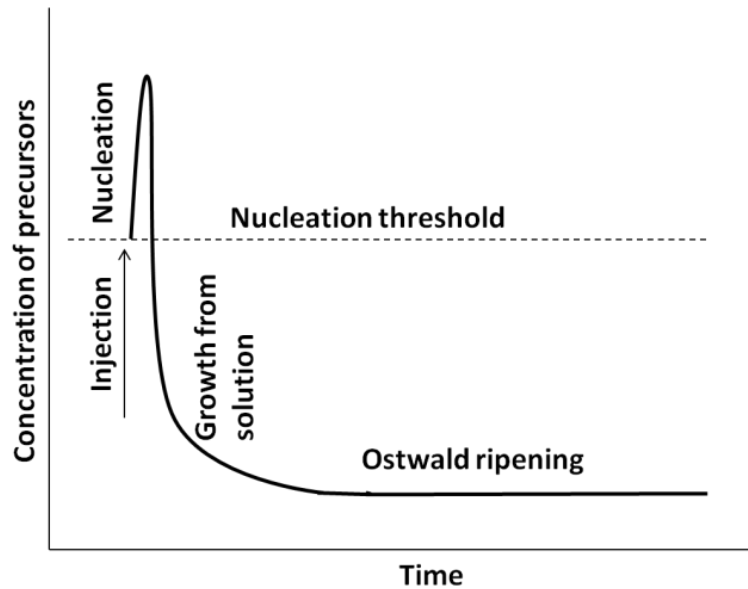 Concentration of precursors
Nucleation
Injection
Nucleation threshold
Growth from
solution
Ostwald ripening
Time